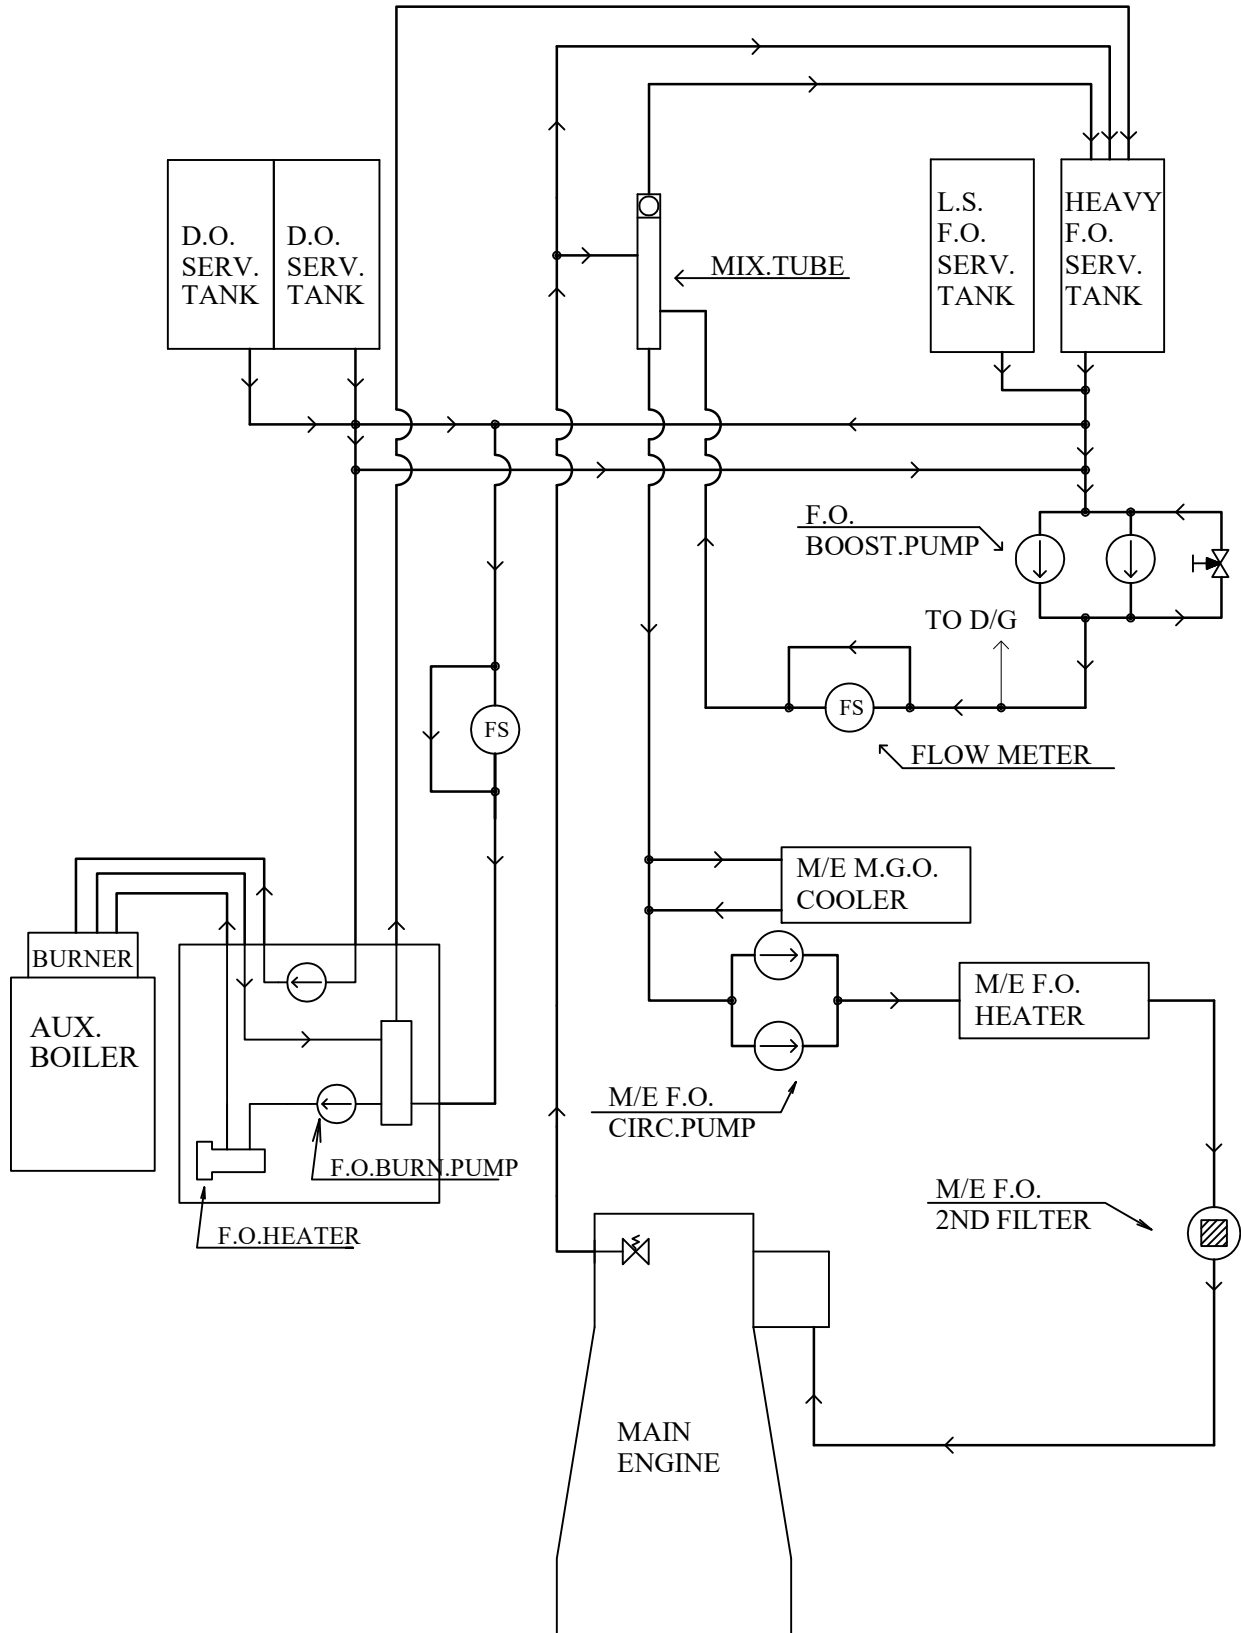 D.O.
SERV.
TANK
D.O.
SERV.
TANK
MIX.TUBE
L.S.
F.O.
SERV.
TANK
HEAVY
F.O.
SERV.
TANK
F.O.
BOOST.PUMP
TO D/G
FS
FS
FLOW METER
M/E M.G.O.
COOLER
BURNER
AUX.
BOILER
M/E F.O.
HEATER
M/E F.O.
CIRC.PUMP
F.O.BURN.PUMP
F.O.HEATER
M/E F.O.
2ND FILTER
MAIN
ENGINE